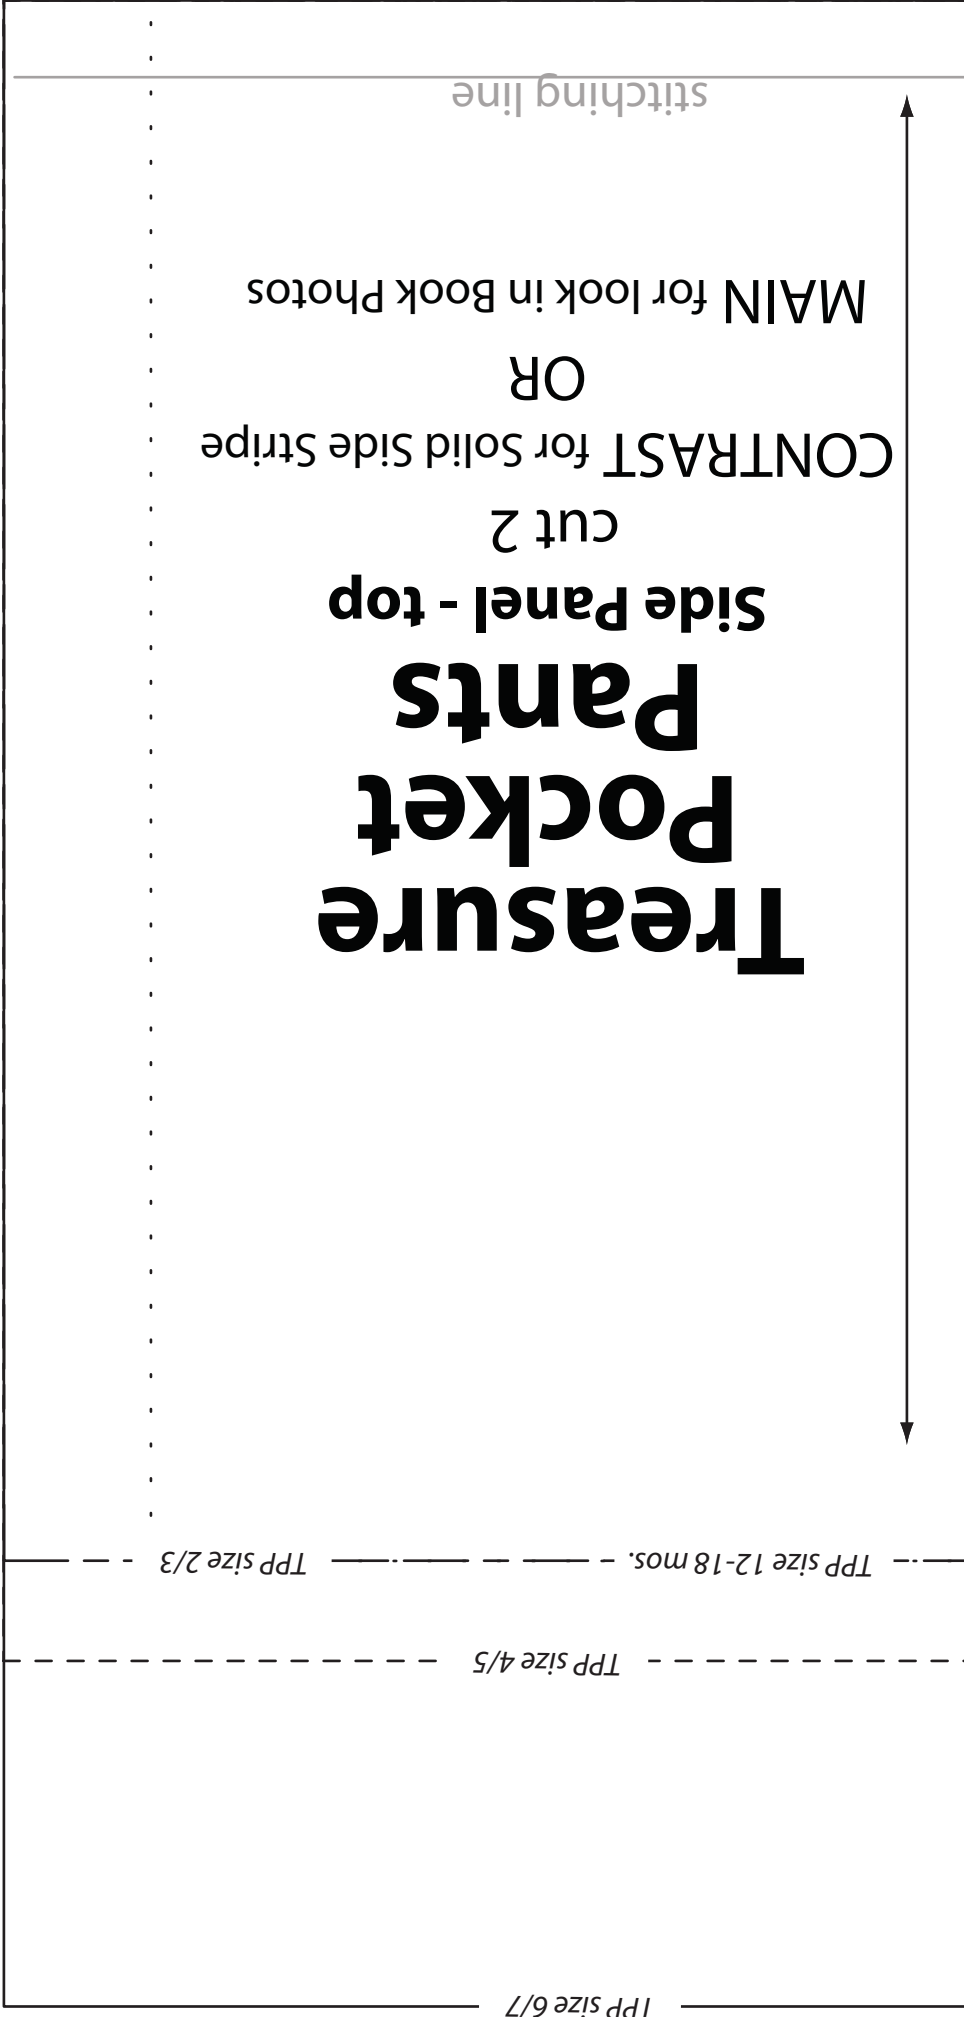 TPP size 6/7
TPP size 4/5
TPP size 12-18 mos.
TPP size 2/3
Treasure
Pocket
Pants
Side Panel - top
cut 2
CONTRAST for Solid Side Stripe
OR
MAIN for look in Book Photos
stitching line